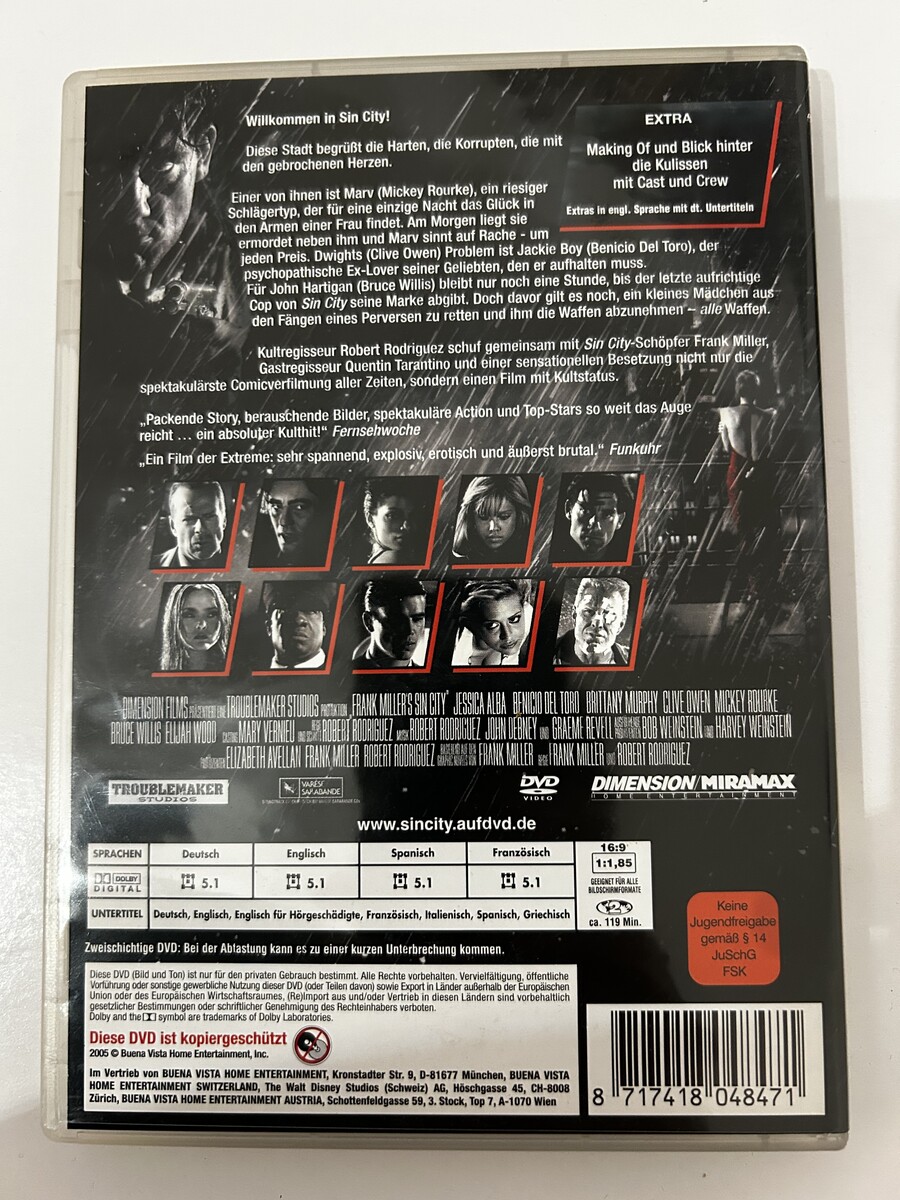 Willkommen in Sin City!
Diese Stadt begrüßt die Harten, die Korrupten, die mit
den gebrochenen Herzen.
Einer von ihnen ist Marv (Mickey Rourke), ein riesiger
Schlägertyp, der für eine einzige Nacht das Glück in
den Armen einer Frau findet. Am Morgen liegt sie
ermordet neben ihm und Marv sinnt auf Rache - um
jeden Preis. Dwights (Clive Owen) Problem ist Jackie Boy (Benicio Del Toro), der
psychopathische Ex-Lover seiner Geliebten, den er aufhalten muss.
Für John Hartigan (Bruce Willis) bleibt nur noch eine Stunde, bis der letzte aufrichtige
Cop von Sin City seine Marke abgibt. Doch davor gilt es noch, ein kleines Mädchen aus
den Fängen eines Perversen zu retten und ihm die Waffen abzunehmen – alle Waffen.
EXTRA
Making Of und Blick hinter
die Kulissen
mit Cast und Crew
Extras in engl. Sprache mit dt. Untertiteln
Kultregisseur Robert Rodriguez schuf gemeinsam mit Sin City-Schöpfer Frank Miller,
Gastregisseur Quentin Tarantino und einer sensationellen Besetzung nicht nur die
spektakulärste Comicverfilmung aller Zeiten, sondern einen Film mit Kultstatus.
„Packende Story, berauschende Bilder, spektakuläre Action und Top-Stars so weit das Auge
reicht ... ein absoluter Kulthit!“ Fernsehwoche
„Ein Film der Extreme: sehr spannend, explosiv, erotisch und äußerst brutal.“ Funkuhr
DIMENSION FILMS PRÄSENTIERT EINE TROUBLEMAKER STUDIOS PRODUKTION FRANK MILLER'S SIN CITY JESSICA ALBA BENICIO DEL TORO BRITTANY MURPHY CLIVE OWEN MICKEY ROURKE
BRUCE WILLIS ELIJAH WOOD CASTING MARY VERNIEU ROBERT RODRIGUEZ MUSIK ROBERT RODRIGUEZ JOHN DEBNEY UND GRAEME REVELL BOB WEINSTEIN UND HARVEY WEINSTEIN
PRODUZENTEN ELIZABETH AVELLAN FRANK MILLER ROBERT RODRIGUEZ FRANK MILLER REGIE FRANK MILLER UND ROBERT RODRIGUEZ
TROUBLEMAKER
STUDIOS
VARÈSE
SARABANDE
DVD
VIDEO
DIMENSION/MIRAMAX
HOME ENTERTAINMENT
www.sincity.aufdvd.de
SPRACHEN Deutsch Englisch Spanisch Französisch
DOLBY DIGITAL 5.1 5.1 5.1 5.1
UNTERTITEL Deutsch, Englisch, Englisch für Hörgeschädigte, Französisch, Italienisch, Spanisch, Griechisch
16:9
1:1,85
GEEIGNET FÜR ALLE
BILDSCHIRMFORMATE
2
ca. 119 Min.
Zweischichtige DVD: Bei der Abtastung kann es zu einer kurzen Unterbrechung kommen.
Keine
Jugendfreigabe
gemäß § 14
JuSchG
FSK
Diese DVD (Bild und Ton) ist nur für den privaten Gebrauch bestimmt. Alle Rechte vorbehalten. Vervielfältigung, öffentliche
Vorführung oder sonstige gewerbliche Nutzung dieser DVD (oder Teilen davon) sowie Export in Länder außerhalb der Europäischen
Union oder des Europäischen Wirtschaftsraumes, (Re)Import aus und/oder Vertrieb in diesen Ländern sind vorbehaltlich
gesetzlicher Bestimmungen oder schriftlicher Genehmigung des Rechteinhabers verboten.
Dolby and the symbol are trademarks of Dolby Laboratories.
Diese DVD ist kopiergeschützt
2005 © Buena Vista Home Entertainment, Inc.
Im Vertrieb von BUENA VISTA HOME ENTERTAINMENT, Kronstadter Str. 9, D-81677 München, BUENA VISTA
HOME ENTERTAINMENT SWITZERLAND, The Walt Disney Studios (Schweiz) AG, Höschgasse 45, CH-8008
Zürich, BUENA VISTA HOME ENTERTAINMENT AUSTRIA, Schottenfeldgasse 59, 3. Stock, Top 7, A-1070 Wien
8 717418 048471